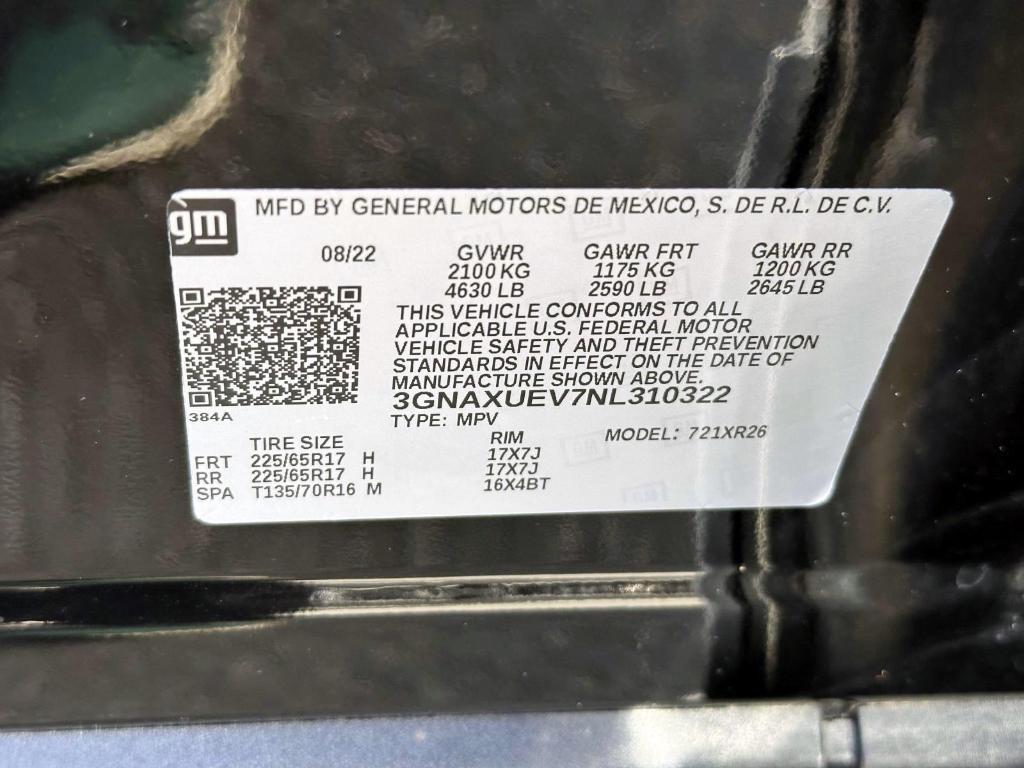 gm
MFD BY GENERAL MOTORS DE MEXICO, S. DE R.L. DE C.V.
08/22 GVWR GAWR FRT GAWR RR
2100 KG 1175 KG 1200 KG
4630 LB 2590 LB 2645 LB
THIS VEHICLE CONFORMS TO ALL
APPLICABLE U.S. FEDERAL MOTOR
VEHICLE SAFETY AND THEFT PREVENTION
STANDARDS IN EFFECT ON THE DATE OF
MANUFACTURE SHOWN ABOVE.
3GNAXUEV7NL310322
384A
TYPE: MPV
TIRE SIZE RIM MODEL: 721XR26
FRT 225/65R17 H 17X7J
RR 225/65R17 H 17X7J
SPA T135/70R16 M 16X4BT